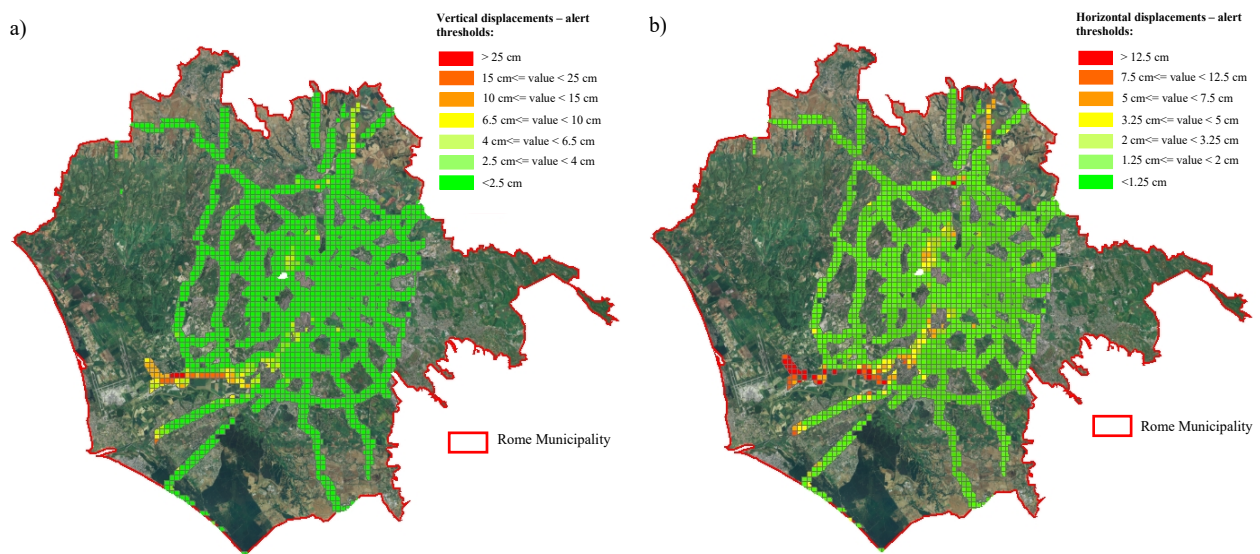 a)
Vertical displacements – alert
thresholds:
> 25 cm
15 cm<= value < 25 cm
10 cm<= value < 15 cm
6.5 cm<= value < 10 cm
4 cm<= value < 6.5 cm
2.5 cm<= value < 4 cm
<2.5 cm
Rome Municipality
b)
Horizontal displacements – alert
thresholds:
> 12.5 cm
7.5 cm<= value < 12.5 cm
5 cm<= value < 7.5 cm
3.25 cm<= value < 5 cm
2 cm<= value < 3.25 cm
1.25 cm<= value < 2 cm
<1.25 cm
Rome Municipality